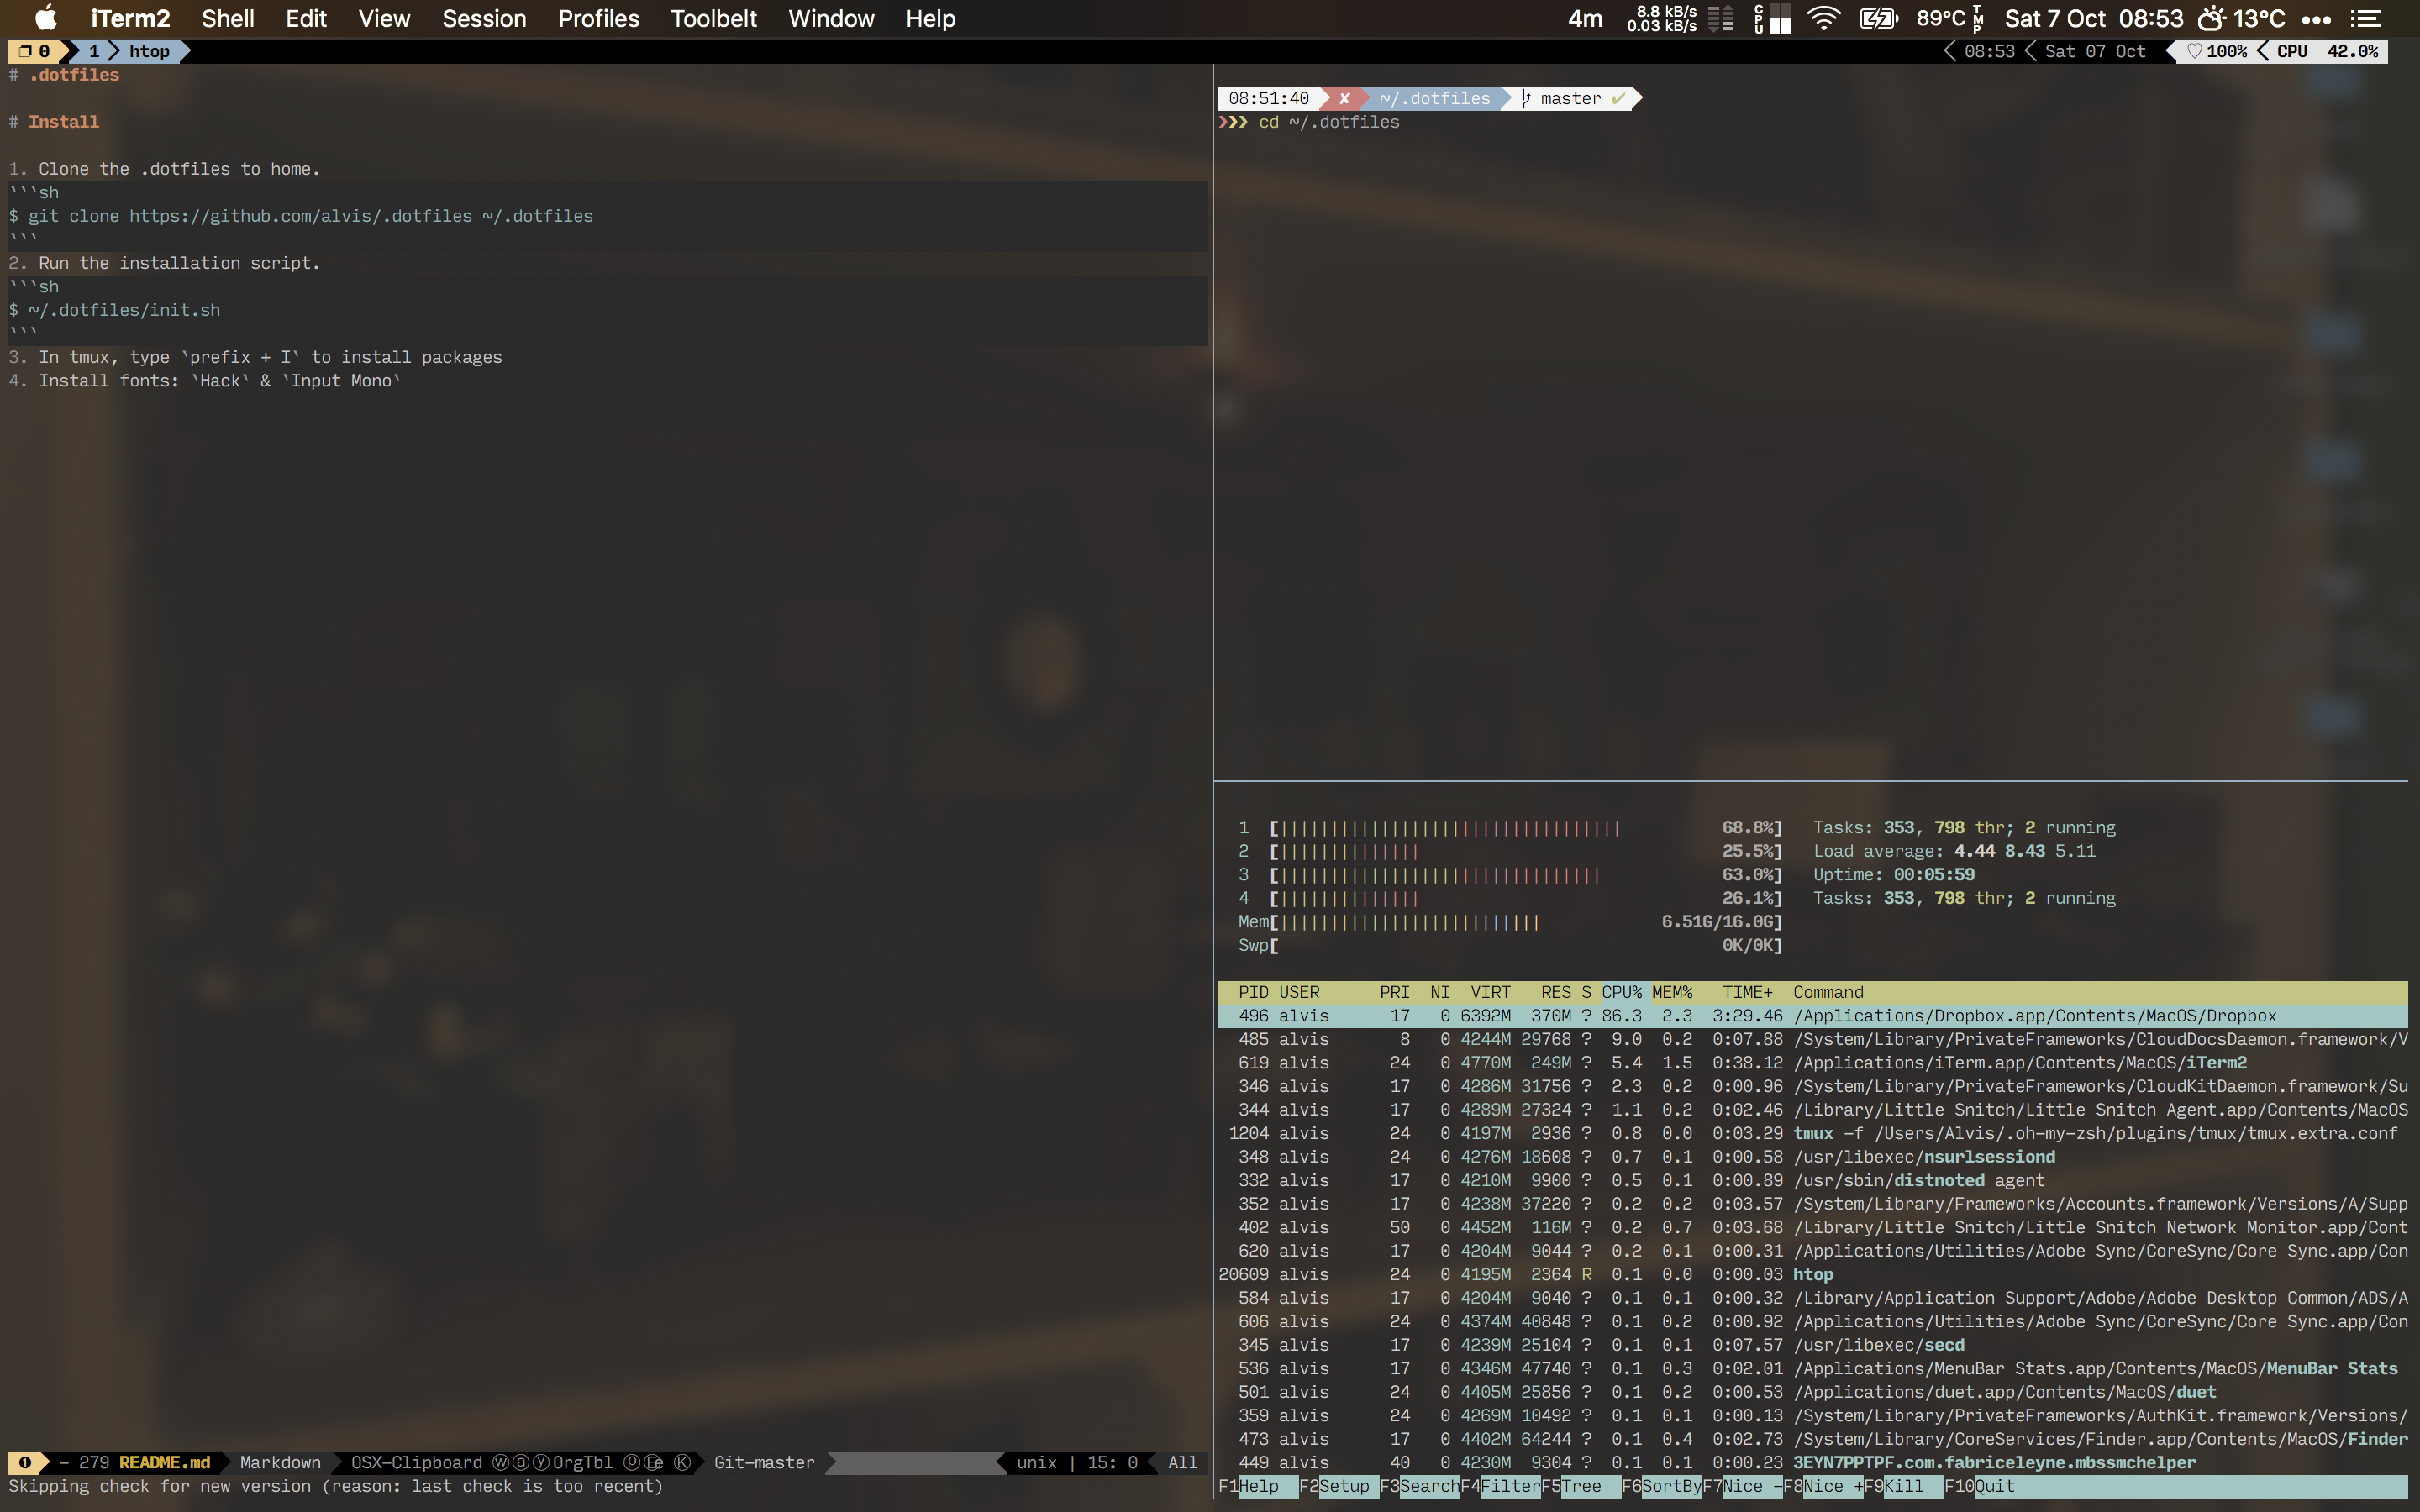 iTerm2 Shell Edit View Session Profiles Toolbelt Window Help
4m 8.8 kB/s 0.03 kB/s CPU 89°C TMP Sat 7 Oct 08:53 13°C
0 1 htop
08:53 Sat 07 Oct ♡100% CPU 42.0%
# .dotfiles
# Install
1. Clone the .dotfiles to home.
```sh
$ git clone https://github.com/alvis/.dotfiles ~/.dotfiles
```
2. Run the installation script.
```sh
$ ~/.dotfiles/init.sh
```
3. In tmux, type `prefix + I` to install packages
4. Install fonts: `Hack` & `Input Mono`
❶ - 279 README.md Markdown OSX-Clipboard ⓦⓐⓨOrgTbl Git-master unix | 15: 0 All
Skipping check for new version (reason: last check is too recent)
08:51:40 ✘ ~/.dotfiles master ✔
❯❯❯ cd ~/.dotfiles
1 [|||||||||||||||||||||||||||||||||| 68.8%] Tasks: 353, 798 thr; 2 running
2 [|||||||||||||| 25.5%] Load average: 4.44 8.43 5.11
3 [|||||||||||||||||||||||||||||||| 63.0%] Uptime: 00:05:59
4 [|||||||||||||| 26.1%] Tasks: 353, 798 thr; 2 running
Mem[|||||||||||||||||||||||||| 6.51G/16.0G]
Swp[ 0K/0K]
PID USER PRI NI VIRT RES S CPU% MEM% TIME+ Command
496 alvis 17 0 6392M 370M ? 86.3 2.3 3:29.46 /Applications/Dropbox.app/Contents/MacOS/Dropbox
485 alvis 8 0 4244M 29768 ? 9.0 0.2 0:07.88 /System/Library/PrivateFrameworks/CloudDocsDaemon.framework/V
619 alvis 24 0 4770M 249M ? 5.4 1.5 0:38.12 /Applications/iTerm.app/Contents/MacOS/iTerm2
346 alvis 17 0 4286M 31756 ? 2.3 0.2 0:00.96 /System/Library/PrivateFrameworks/CloudKitDaemon.framework/Su
344 alvis 17 0 4289M 27324 ? 1.1 0.2 0:02.46 /Library/Little Snitch/Little Snitch Agent.app/Contents/MacOS
1204 alvis 24 0 4197M 2936 ? 0.8 0.0 0:03.29 tmux -f /Users/Alvis/.oh-my-zsh/plugins/tmux/tmux.extra.conf
348 alvis 24 0 4276M 18608 ? 0.7 0.1 0:00.58 /usr/libexec/nsurlsessiond
332 alvis 17 0 4210M 9900 ? 0.5 0.1 0:00.89 /usr/sbin/distnoted agent
352 alvis 17 0 4238M 37220 ? 0.2 0.2 0:03.57 /System/Library/Frameworks/Accounts.framework/Versions/A/Supp
402 alvis 50 0 4452M 116M ? 0.2 0.7 0:03.68 /Library/Little Snitch/Little Snitch Network Monitor.app/Cont
620 alvis 17 0 4204M 9044 ? 0.2 0.1 0:00.31 /Applications/Utilities/Adobe Sync/CoreSync/Core Sync.app/Con
20609 alvis 24 0 4195M 2364 R 0.1 0.0 0:00.03 htop
584 alvis 17 0 4204M 9040 ? 0.1 0.1 0:00.32 /Library/Application Support/Adobe/Adobe Desktop Common/ADS/A
606 alvis 24 0 4374M 40848 ? 0.1 0.2 0:00.92 /Applications/Utilities/Adobe Sync/CoreSync/Core Sync.app/Con
345 alvis 17 0 4239M 25104 ? 0.1 0.1 0:07.57 /usr/libexec/secd
536 alvis 17 0 4346M 47740 ? 0.1 0.3 0:02.01 /Applications/MenuBar Stats.app/Contents/MacOS/MenuBar Stats
501 alvis 24 0 4405M 25856 ? 0.1 0.2 0:00.53 /Applications/duet.app/Contents/MacOS/duet
359 alvis 24 0 4269M 10492 ? 0.1 0.1 0:00.13 /System/Library/PrivateFrameworks/AuthKit.framework/Versions/
473 alvis 17 0 4402M 64244 ? 0.1 0.4 0:02.73 /System/Library/CoreServices/Finder.app/Contents/MacOS/Finder
449 alvis 40 0 4230M 9304 ? 0.1 0.1 0:00.23 3EYN7PPTPF.com.fabriceleyne.mbssmchelper
F1Help F2Setup F3SearchF4FilterF5Tree F6SortByF7Nice -F8Nice +F9Kill F10Quit